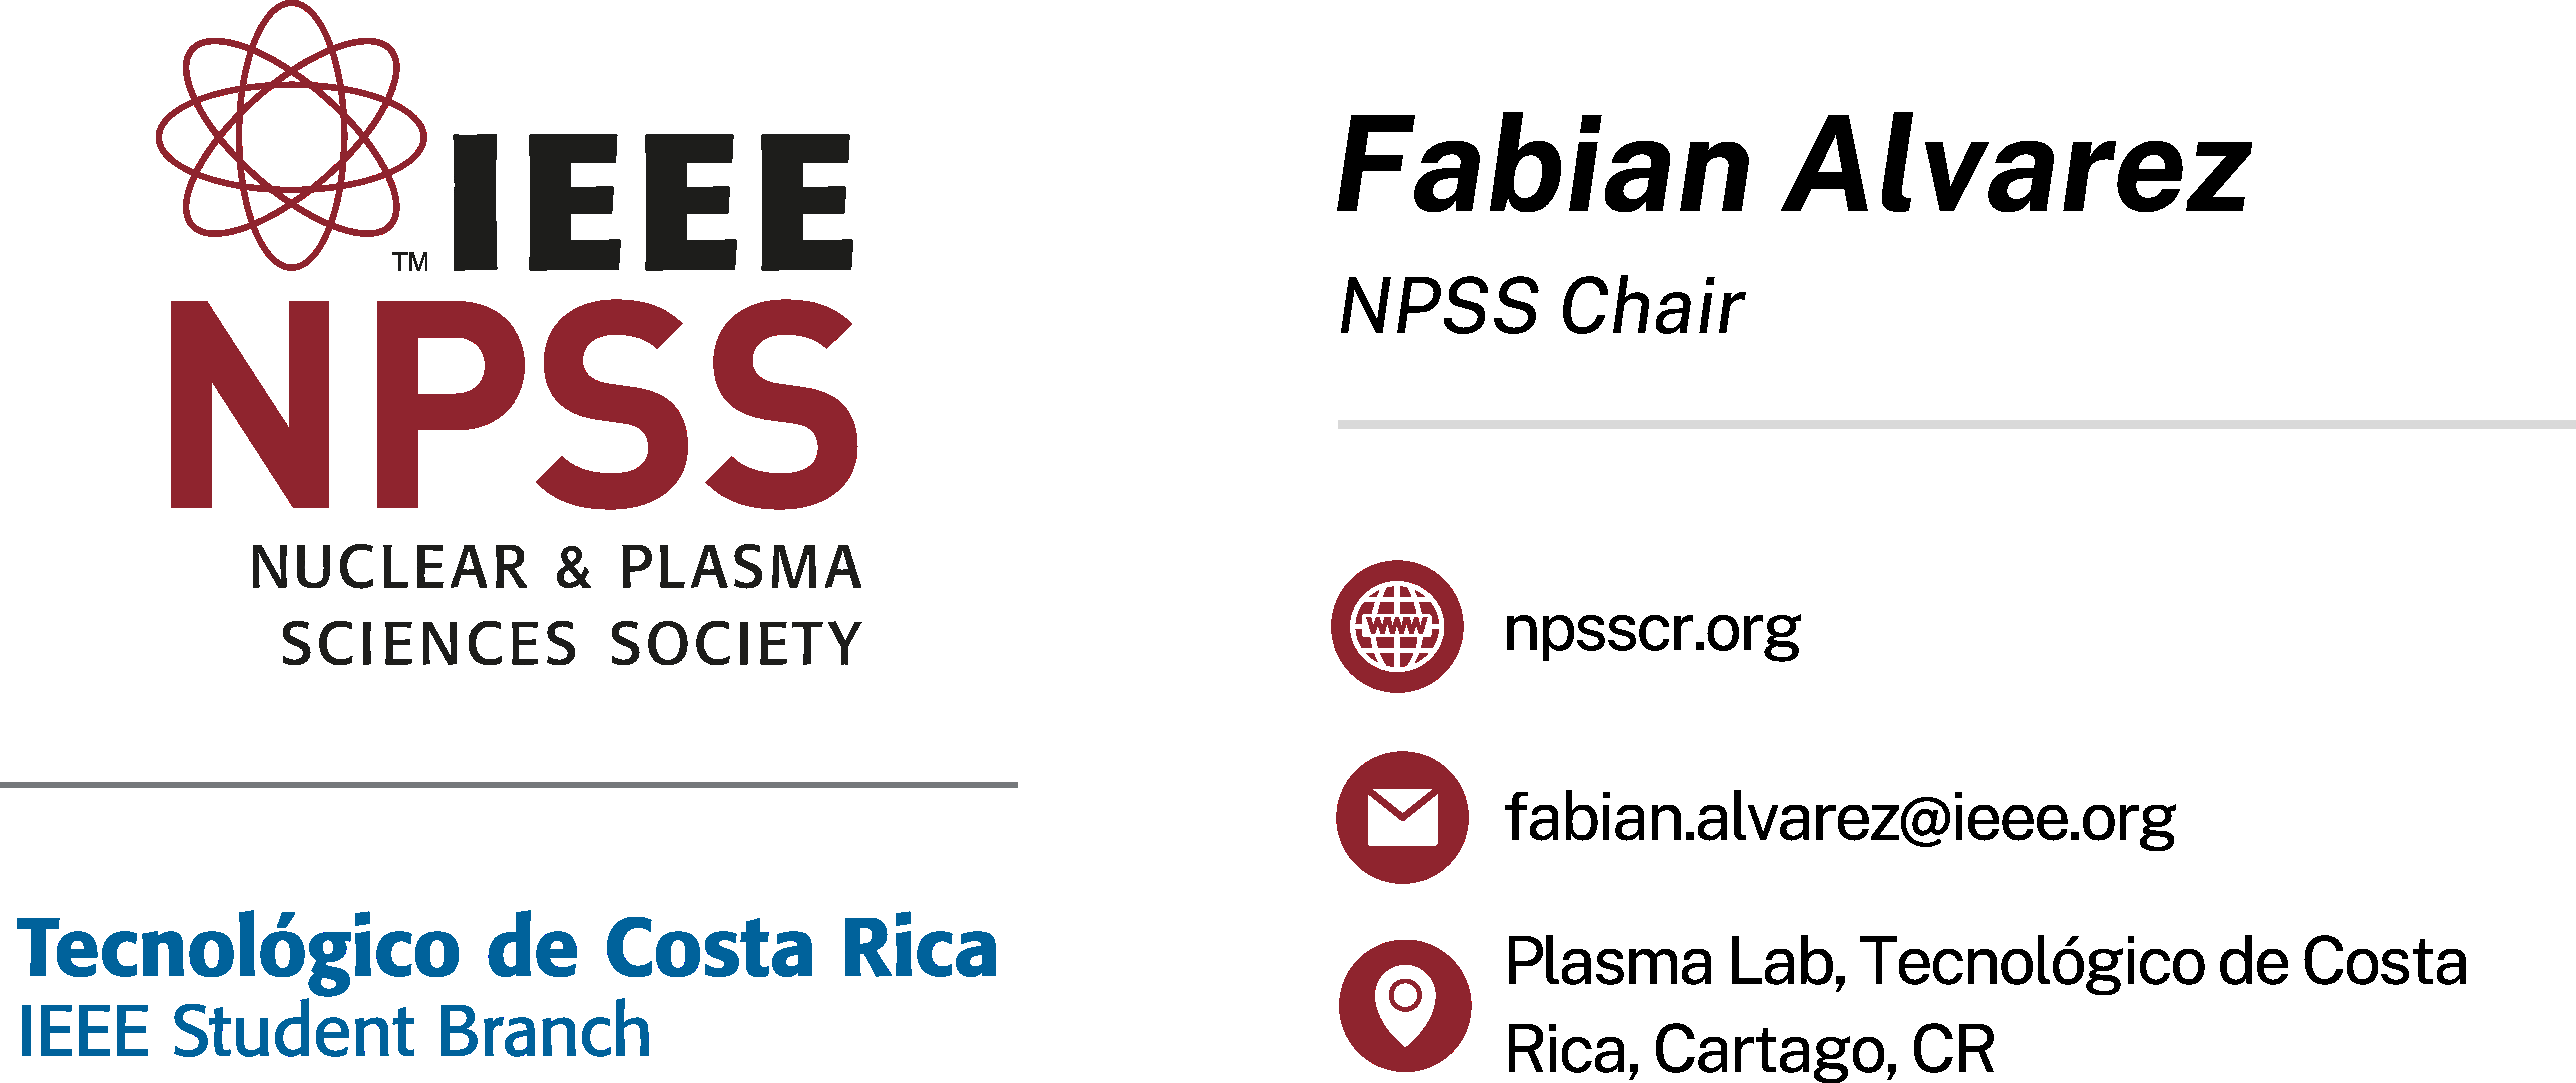 IEEE
TM
NPSS
NUCLEAR & PLASMA
SCIENCES SOCIETY
Tecnológico de Costa Rica
IEEE Student Branch
Fabian Alvarez
NPSS Chair
www
npsscr.org
fabian.alvarez@ieee.org
Plasma Lab, Tecnológico de Costa
Rica, Cartago, CR